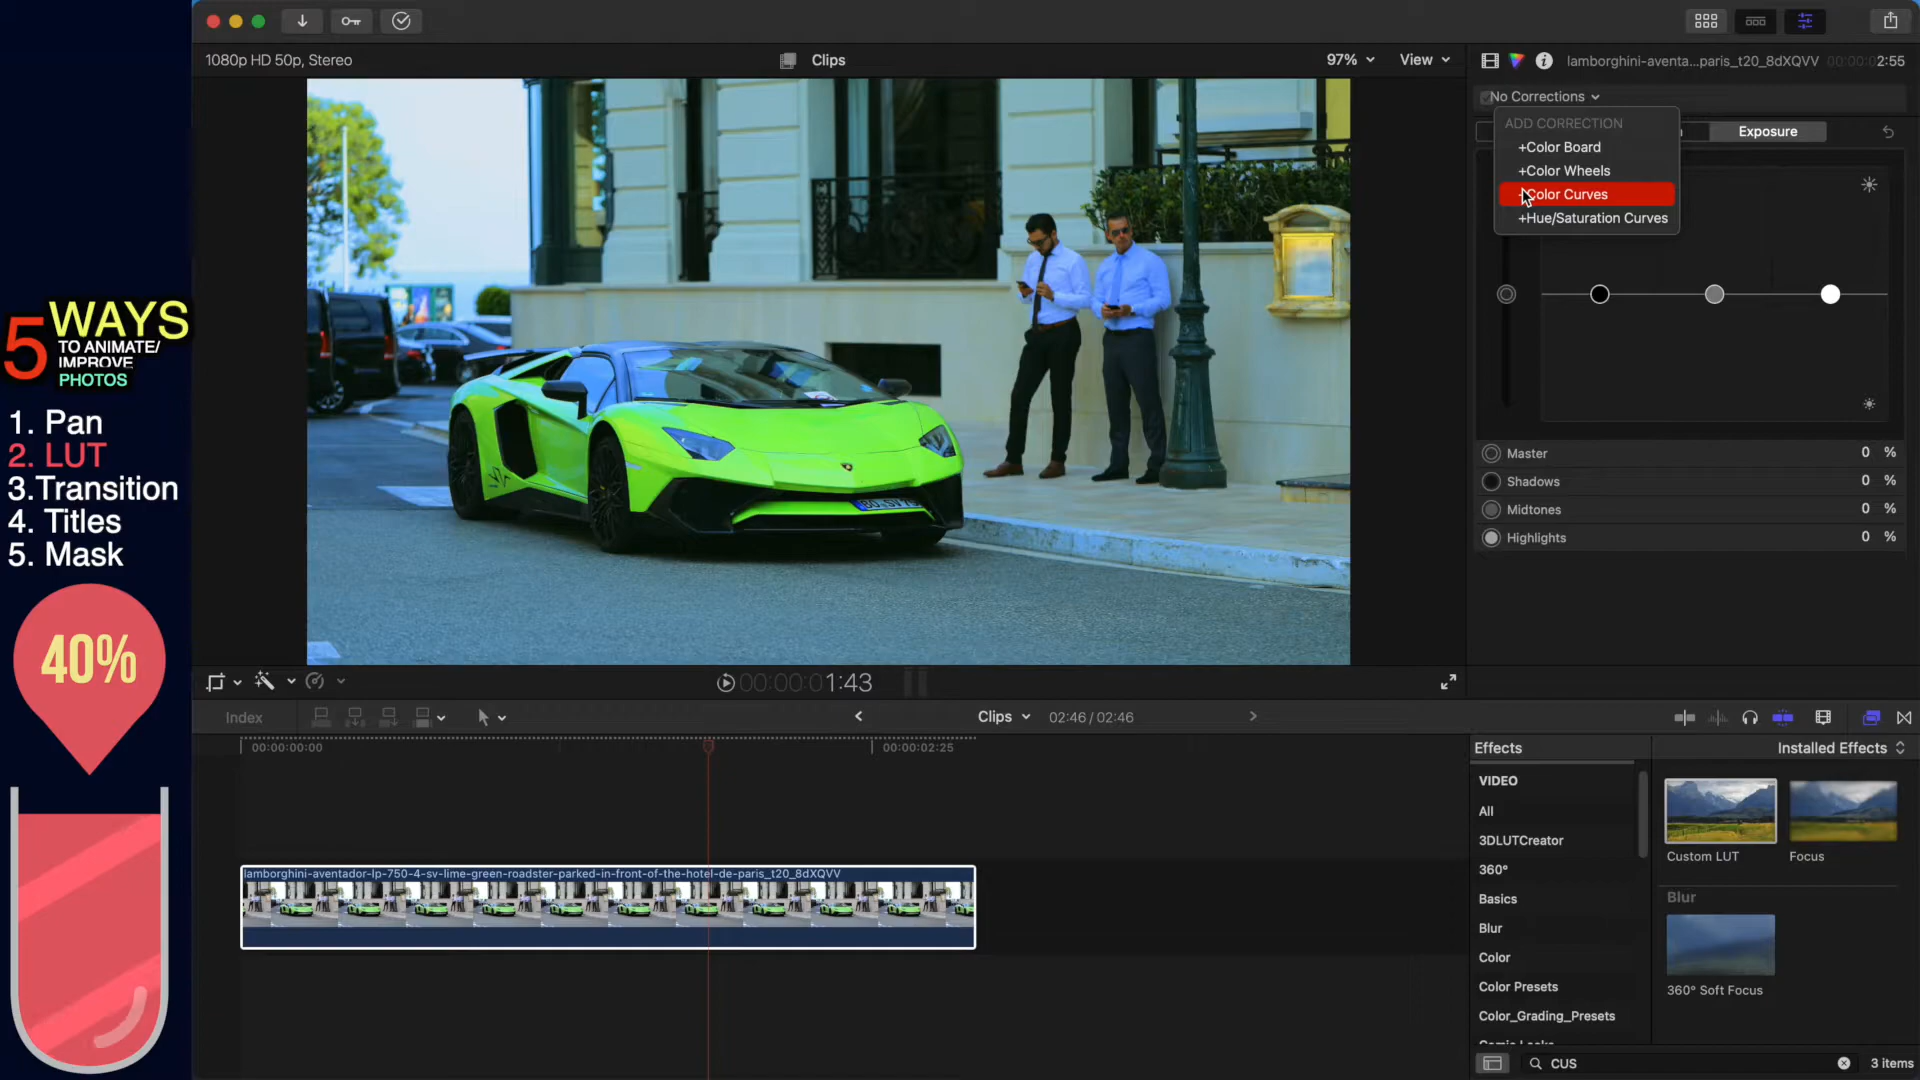 1080p HD 50p, Stereo
Clips
97%
View
lamborghini-aventa...paris_t20_8dXQVV
00:00:02:55
No Corrections
ADD CORRECTION
+Color Board
+Color Wheels
+Color Curves
+Hue/Saturation Curves
Exposure
5 WAYS
TO ANIMATE/
IMPROVE
PHOTOS
1. Pan
2. LUT
3.Transition
4. Titles
5. Mask
40%
Master 0 %
Shadows 0 %
Midtones 0 %
Highlights 0 %
00:00:01:43
Index
Clips
02:46 / 02:46
00:00:00:00
00:00:02:25
lamborghini-aventador-lp-750-4-sv-lime-green-roadster-parked-in-front-of-the-hotel-de-paris_t20_8dXQVV
Effects
Installed Effects
VIDEO
All
3DLUTCreator
360°
Basics
Blur
Color
Color Presets
Color_Grading_Presets
Custom LUT
Focus
Blur
360° Soft Focus
CUS
3 items